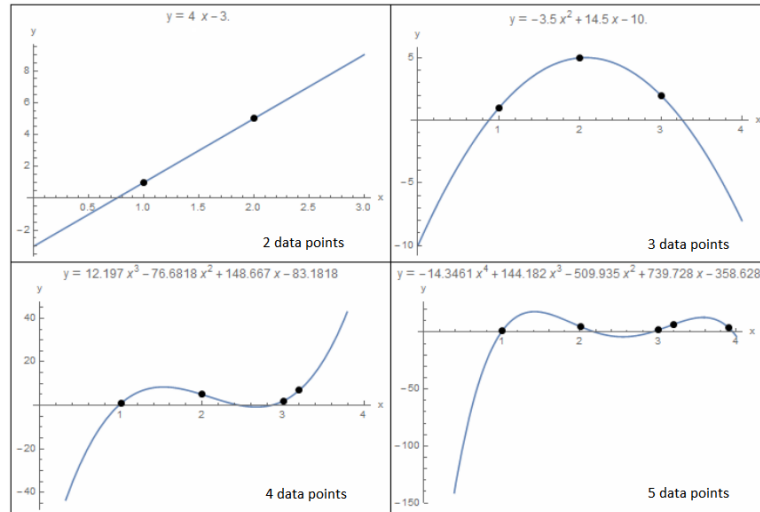 y = 4 x − 3.
y
8
6
4
2
−2
0.5
1.0
1.5
2.0
2.5
3.0
x
2 data points
y = −3.5 x² + 14.5 x − 10.
y
5
−5
−10
1
2
3
4
x
3 data points
y = 12.197 x³ − 76.6818 x² + 148.667 x − 83.1818
y
40
20
−20
−40
1
2
3
4
x
4 data points
y = −14.3461 x⁴ + 144.182 x³ − 509.935 x² + 739.728 x − 358.628
y
−50
−100
−150
1
2
3
4
x
5 data points